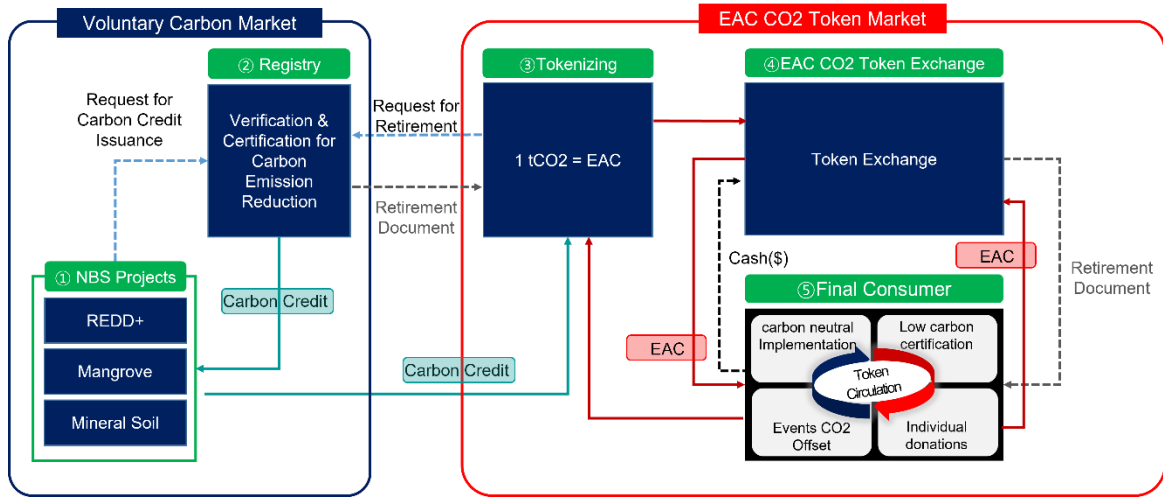 Voluntary Carbon Market
EAC CO2 Token Market
② Registry
③Tokenizing
④EAC CO2 Token Exchange
Request for
Carbon Credit
Issuance
Verification &
Certification for
Carbon
Emission
Reduction
Request for
Retirement
1 tCO2 = EAC
Token Exchange
Retirement
Document
Cash($)
EAC
Retirement
Document
① NBS Projects
REDD+
Mangrove
Mineral Soil
Carbon Credit
Carbon Credit
EAC
⑤Final Consumer
carbon neutral
Implementation
Low carbon
certification
Token
Circulation
Events CO2
Offset
Individual
donations